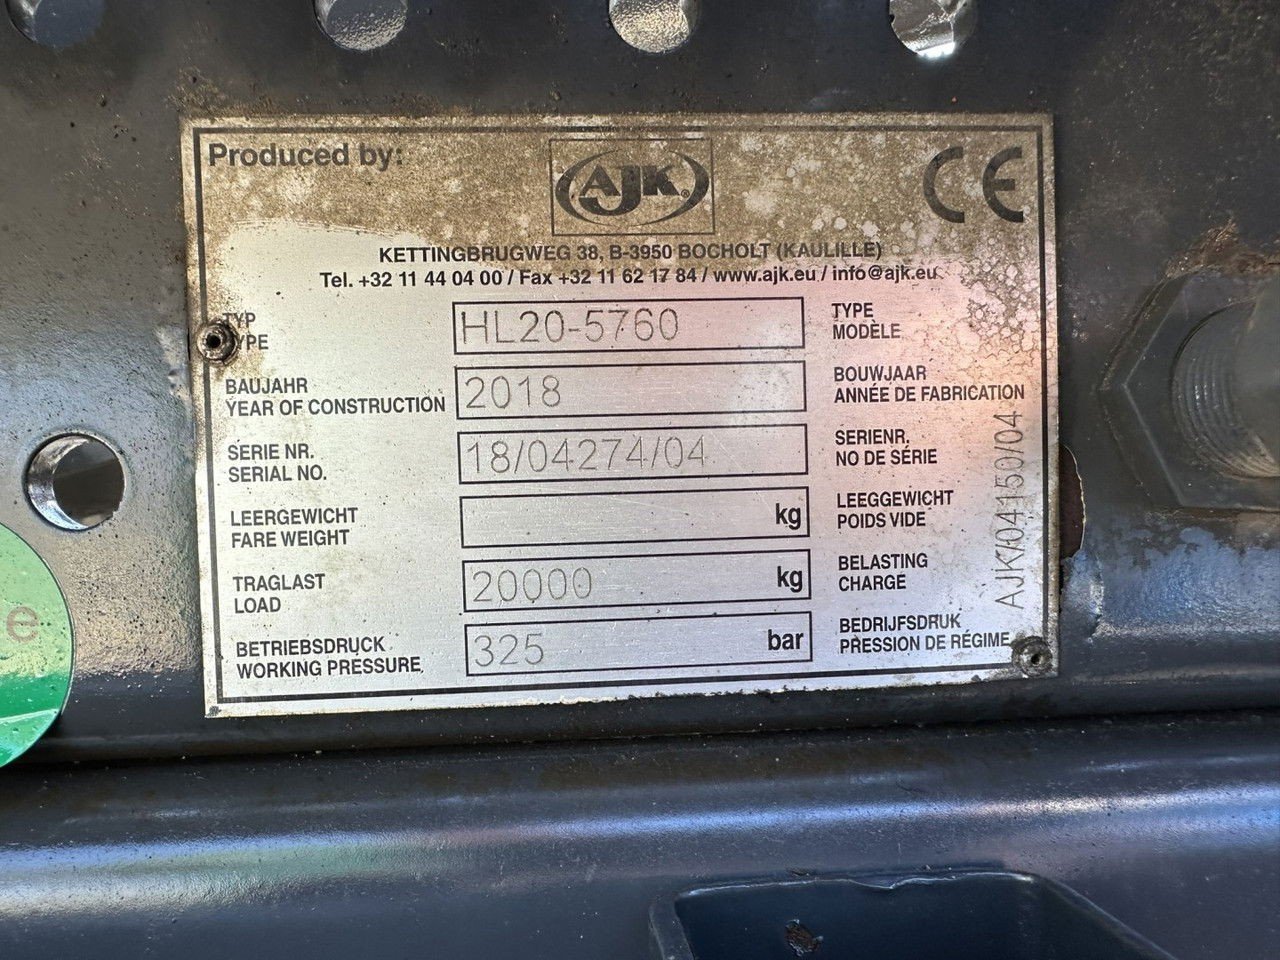 Produced by:
AJK®
CE
KETTINGBRUGWEG 38, B-3950 BOCHOLT (KAULILLE)
Tel. +32 11 44 04 00 / Fax +32 11 62 17 84 / www.ajk.eu / info@ajk.eu
TYP HL20-5760 TYPE
TYPE MODÈLE
BAUJAHR 2018 BOUWJAAR
YEAR OF CONSTRUCTION ANNÉE DE FABRICATION
SERIE NR. 18/04274/04 SERIENR.
SERIAL NO. NO DE SÉRIE
LEERGEWICHT kg LEEGGEWICHT
FARE WEIGHT POIDS VIDE
TRAGLAST 20000 kg BELASTING
LOAD CHARGE
BETRIEBSDRUCK 325 bar BEDRIJFSDRUK
WORKING PRESSURE PRESSION DE RÉGIME
AJK/04150/04
e